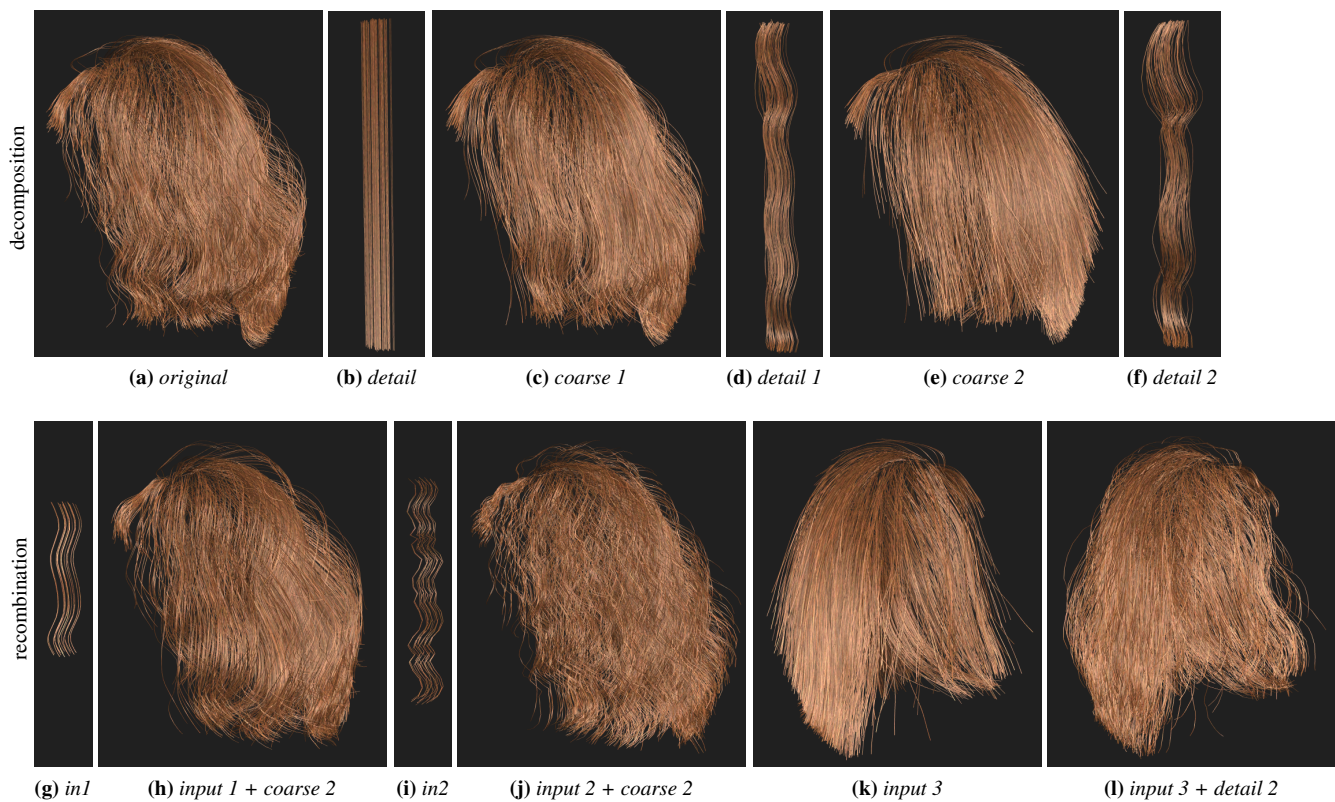 decomposition
(a) original
(b) detail
(c) coarse 1
(d) detail 1
(e) coarse 2
(f) detail 2
recombination
(g) in1
(h) input 1 + coarse 2
(i) in2
(j) input 2 + coarse 2
(k) input 3
(l) input 3 + detail 2